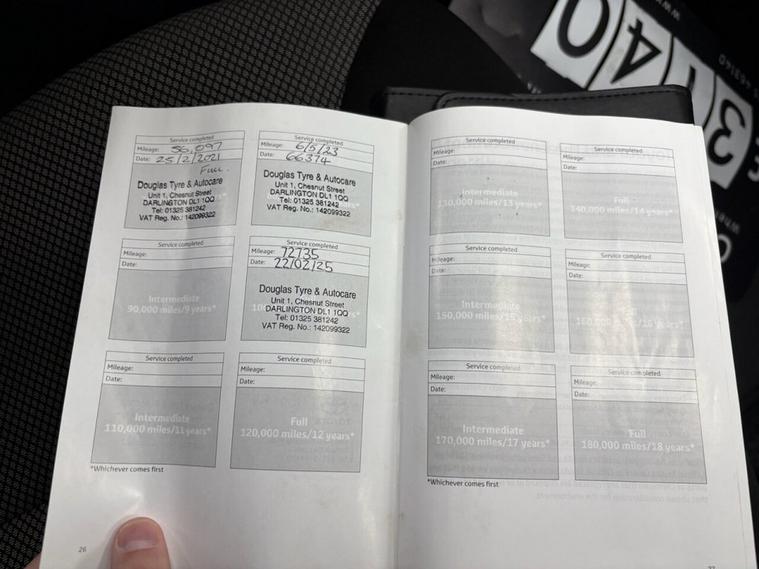 Service completed
Mileage: 56,097
Date: 25/2/2021
FULL
Douglas Tyre & Autocare
Unit 1, Chesnut Street
DARLINGTON DL1 1QQ
Tel: 01325 381242
VAT Reg. No.: 142099322
Service completed
Mileage: 6/5/23
Date: 66374
Douglas Tyre & Autocare
Unit 1, Chesnut Street
DARLINGTON DL1 1QQ
Tel: 01325 381242
VAT Reg. No.: 142099322
Service completed
Mileage:
Date:
Intermediate
90,000 miles/9 years*
Service completed
Mileage: 72735
Date: 22/02/25
Douglas Tyre & Autocare
Unit 1, Chesnut Street
DARLINGTON DL1 1QQ
Tel: 01325 381242
VAT Reg. No.: 142099322
Service completed
Mileage:
Date:
Intermediate
110,000 miles/11 years*
Service completed
Mileage:
Date:
Full
120,000 miles/12 years*
*Whichever comes first
26
Service completed
Mileage:
Date:
Intermediate
130,000 miles/13 years*
Service completed
Mileage:
Date:
Full
140,000 miles/14 years*
Service completed
Mileage:
Date:
Intermediate
150,000 miles/15 years*
Service completed
Mileage:
Date:
Full
160,000 miles/16 years*
Service completed
Mileage:
Date:
Intermediate
170,000 miles/17 years*
Service completed
Mileage:
Date:
Full
180,000 miles/18 years*
*Whichever comes first